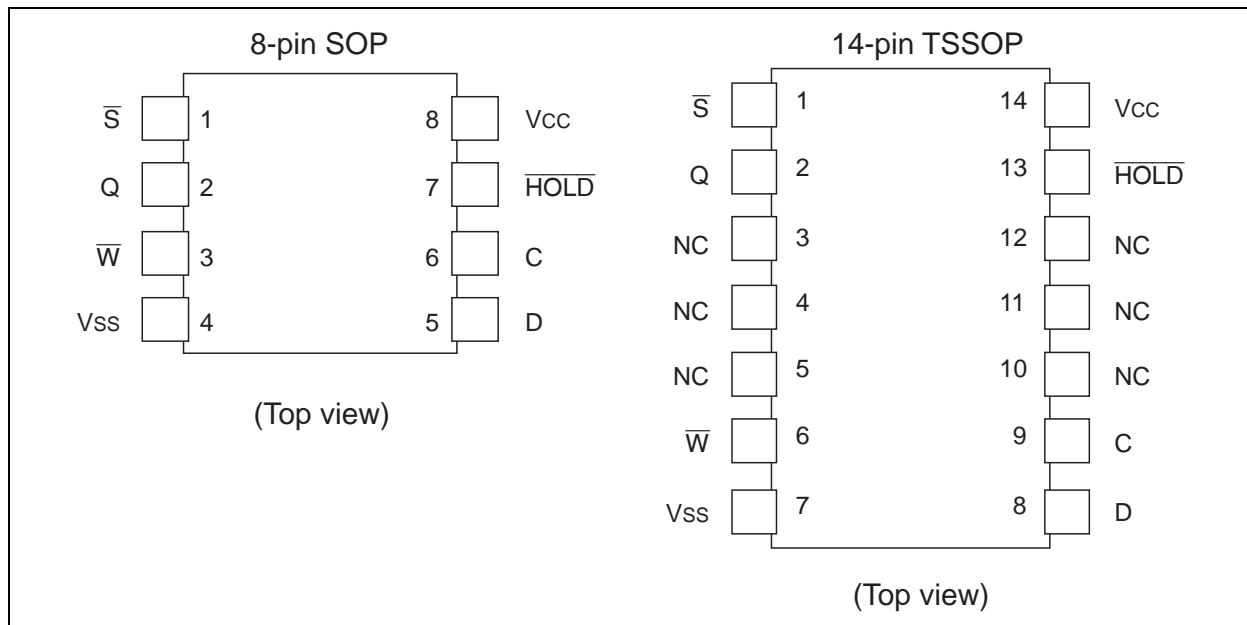 8-pin SOP
S̅ 1 8 VCC
Q 2 7 H̅O̅L̅D̅
W̅ 3 6 C
VSS 4 5 D
(Top view)
14-pin TSSOP
S̅ 1 14 VCC
Q 2 13 H̅O̅L̅D̅
NC 3 12 NC
NC 4 11 NC
NC 5 10 NC
W̅ 6 9 C
VSS 7 8 D
(Top view)